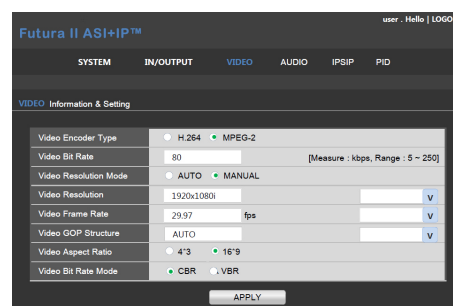 user . Hello | LOGO
Futura II ASI+IP™
SYSTEM IN/OUTPUT VIDEO AUDIO IPSIP PID
VIDEO Information & Setting
Video Encoder Type H.264 MPEG-2
Video Bit Rate 80 [Measure : kbps, Range : 5 ~ 250]
Video Resolution Mode AUTO MANUAL
Video Resolution 1920x1080i V
Video Frame Rate 29.97 fps V
Video GOP Structure AUTO V
Video Aspect Ratio 4*3 16*9
Video Bit Rate Mode CBR VBR
APPLY